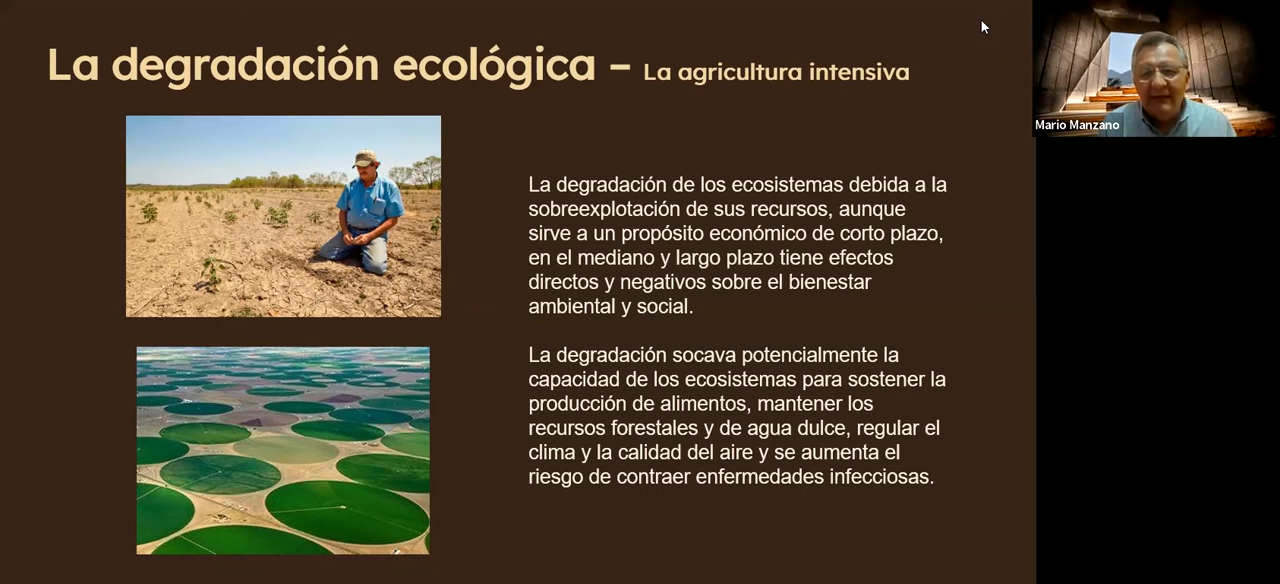 La degradación ecológica – La agricultura intensiva
Mario Manzano
La degradación de los ecosistemas debida a la
sobreexplotación de sus recursos, aunque
sirve a un propósito económico de corto plazo,
en el mediano y largo plazo tiene efectos
directos y negativos sobre el bienestar
ambiental y social.
La degradación socava potencialmente la
capacidad de los ecosistemas para sostener la
producción de alimentos, mantener los
recursos forestales y de agua dulce, regular el
clima y la calidad del aire y se aumenta el
riesgo de contraer enfermedades infecciosas.